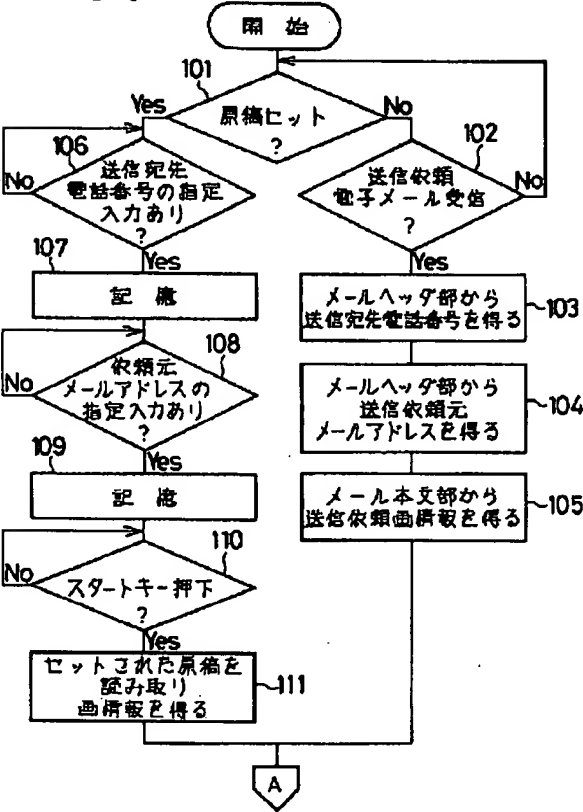 開始
101
Yes
原稿セット
?
No
106
No
送信宛先
電話番号の指定
入力あり
?
Yes
102
送信依頼
電子メール受信
?
No
Yes
107
記憶
メールヘッダ部から
送信宛先電話番号を得る
103
108
No
依頼元
メールアドレスの
指定入力あり
?
Yes
メールヘッダ部から
送信依頼元
メールアドレスを得る
104
109
記憶
メール本文部から
送信依頼画情報を得る
105
110
No
スタートキー押下
?
Yes
セットされた原稿を
読み取り
画情報を得る
111
A